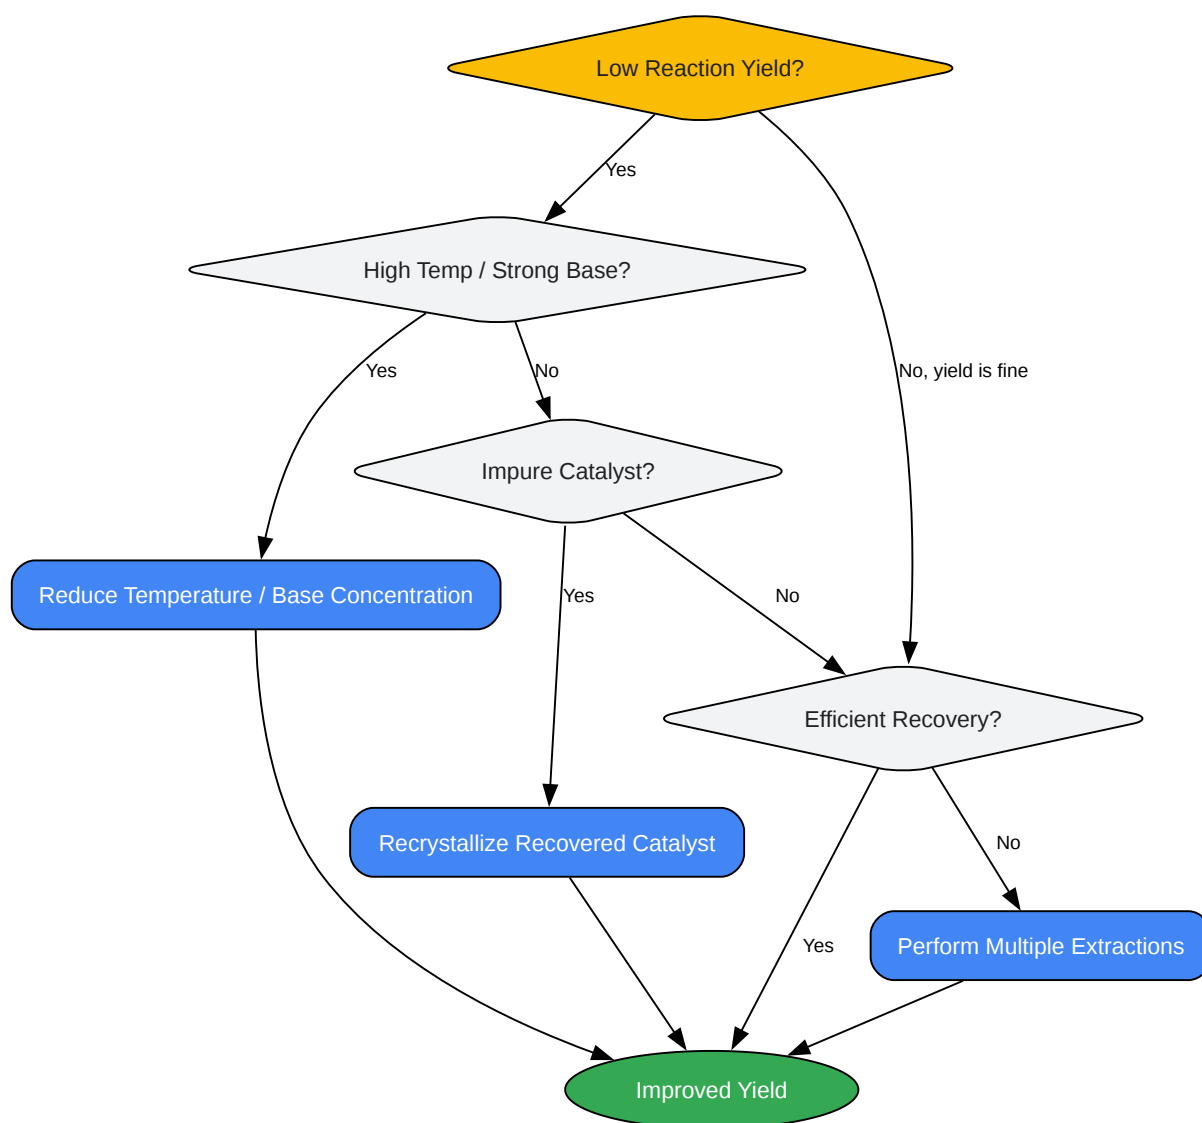 Low Reaction Yield?
Yes
High Temp / Strong Base?
Yes
No
No, yield is fine
Impure Catalyst?
Reduce Temperature / Base Concentration
Yes
No
Efficient Recovery?
Recrystallize Recovered Catalyst
No
Yes
Perform Multiple Extractions
Improved Yield